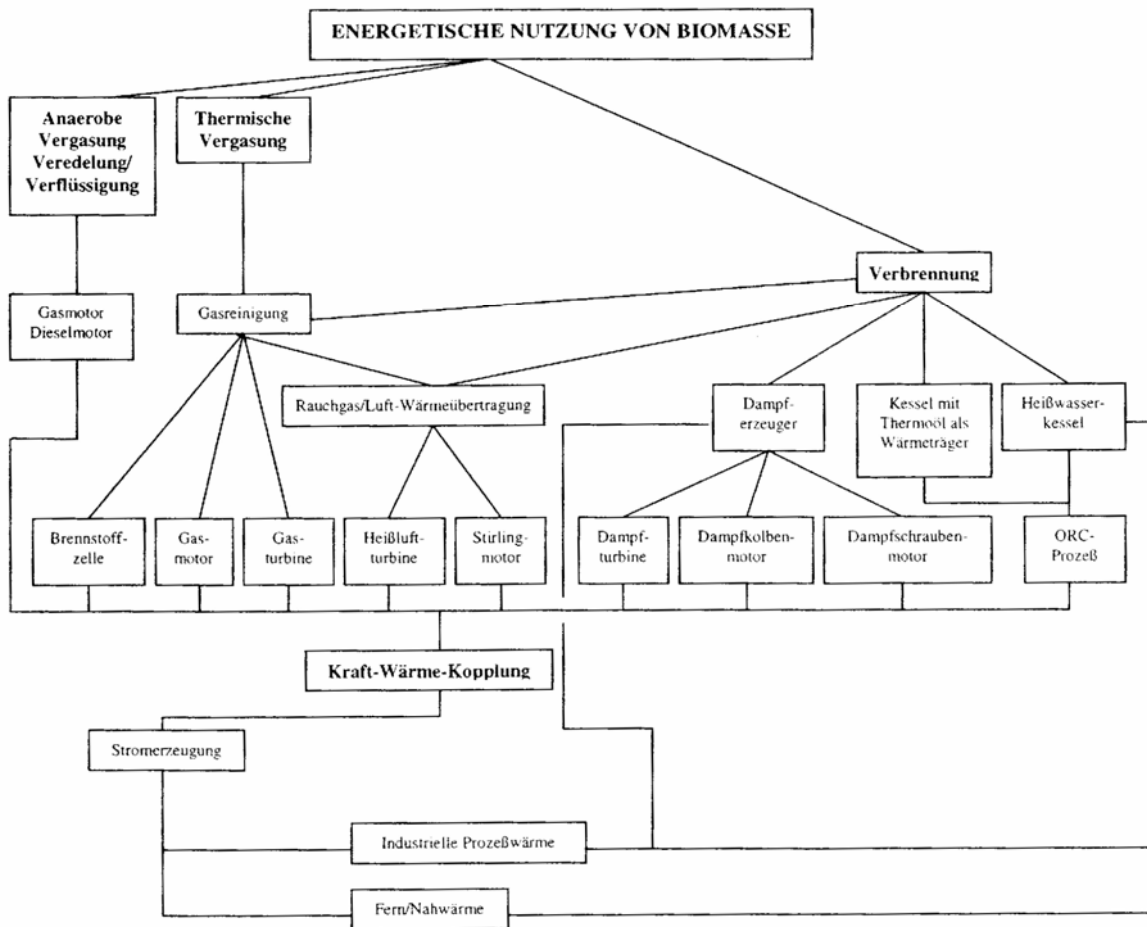 ENERGETISCHE NUTZUNG VON BIOMASSE
Anaerobe
Vergasung
Veredelung/
Verflüssigung
Thermische
Vergasung
Verbrennung
Gasmotor
Dieselmotor
Gasreinigung
Rauchgas/Luft-Wärmeübertragung
Dampf-
erzeuger
Kessel mit
Thermoöl als
Wärmeträger
Heißwasser-
kessel
Brennstoff-
zelle
Gas-
motor
Gas-
turbine
Heißluft-
turbine
Stirling-
motor
Dampf-
turbine
Dampfkolben-
motor
Dampfschrauben-
motor
ORC-
Prozeß
Kraft-Wärme-Kopplung
Stromerzeugung
Industrielle Prozeßwärme
Fern/Nahwärme